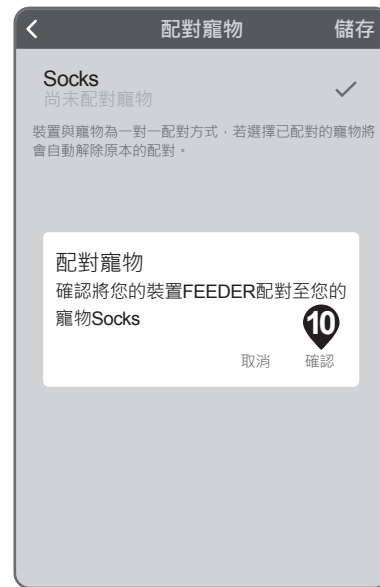 配對寵物 儲存
Socks
尚未配對寵物
裝置與寵物為一對一配對方式，若選擇已配對的寵物將
會自動解除原本的配對。
配對寵物
確認將您的裝置FEEDER配對至您的
寵物Socks
10
取消 確認